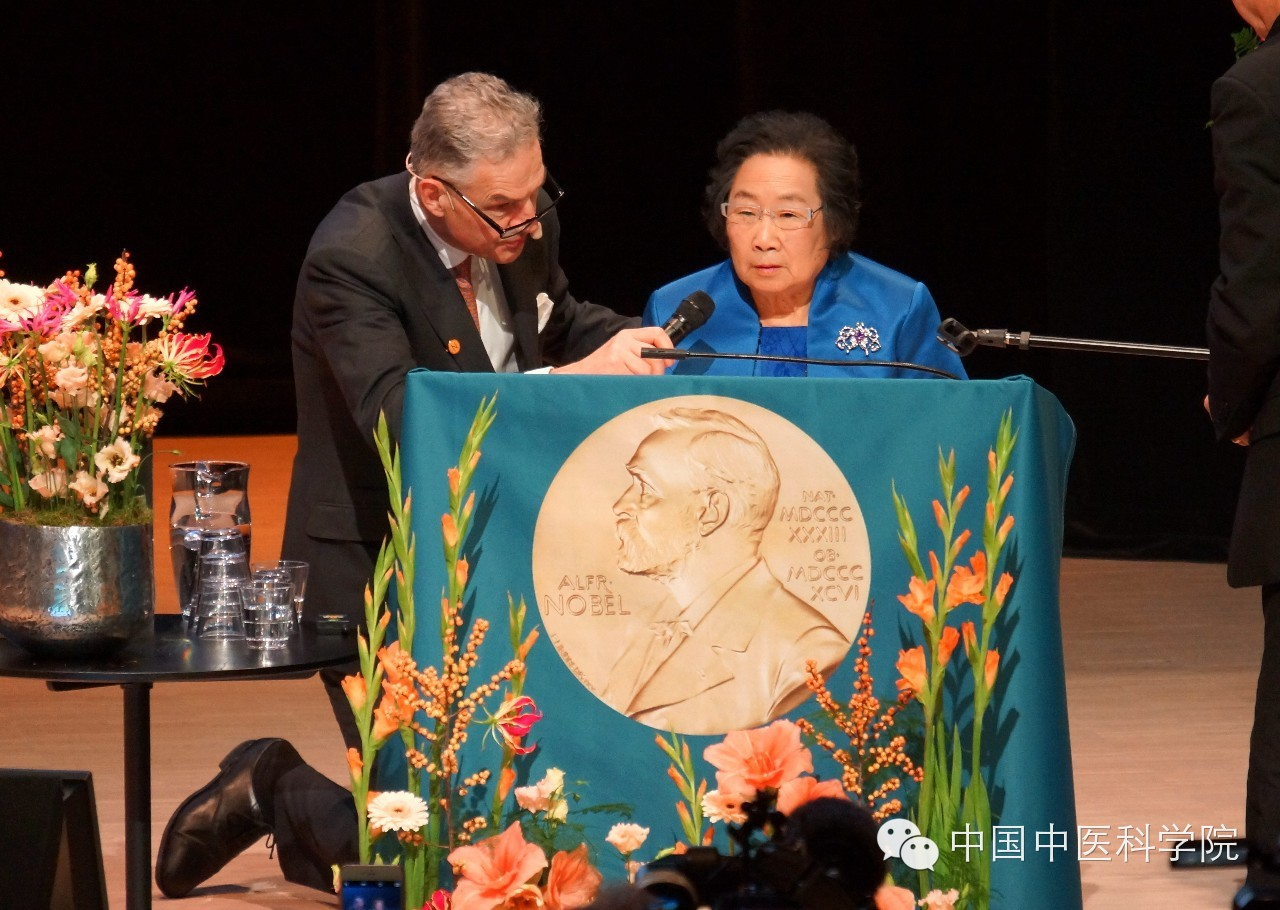 ALFR·
NOBEL
NAT·
MDCCC
XXXIII
OB·
MDCCC
XCVI
中国中医科学院